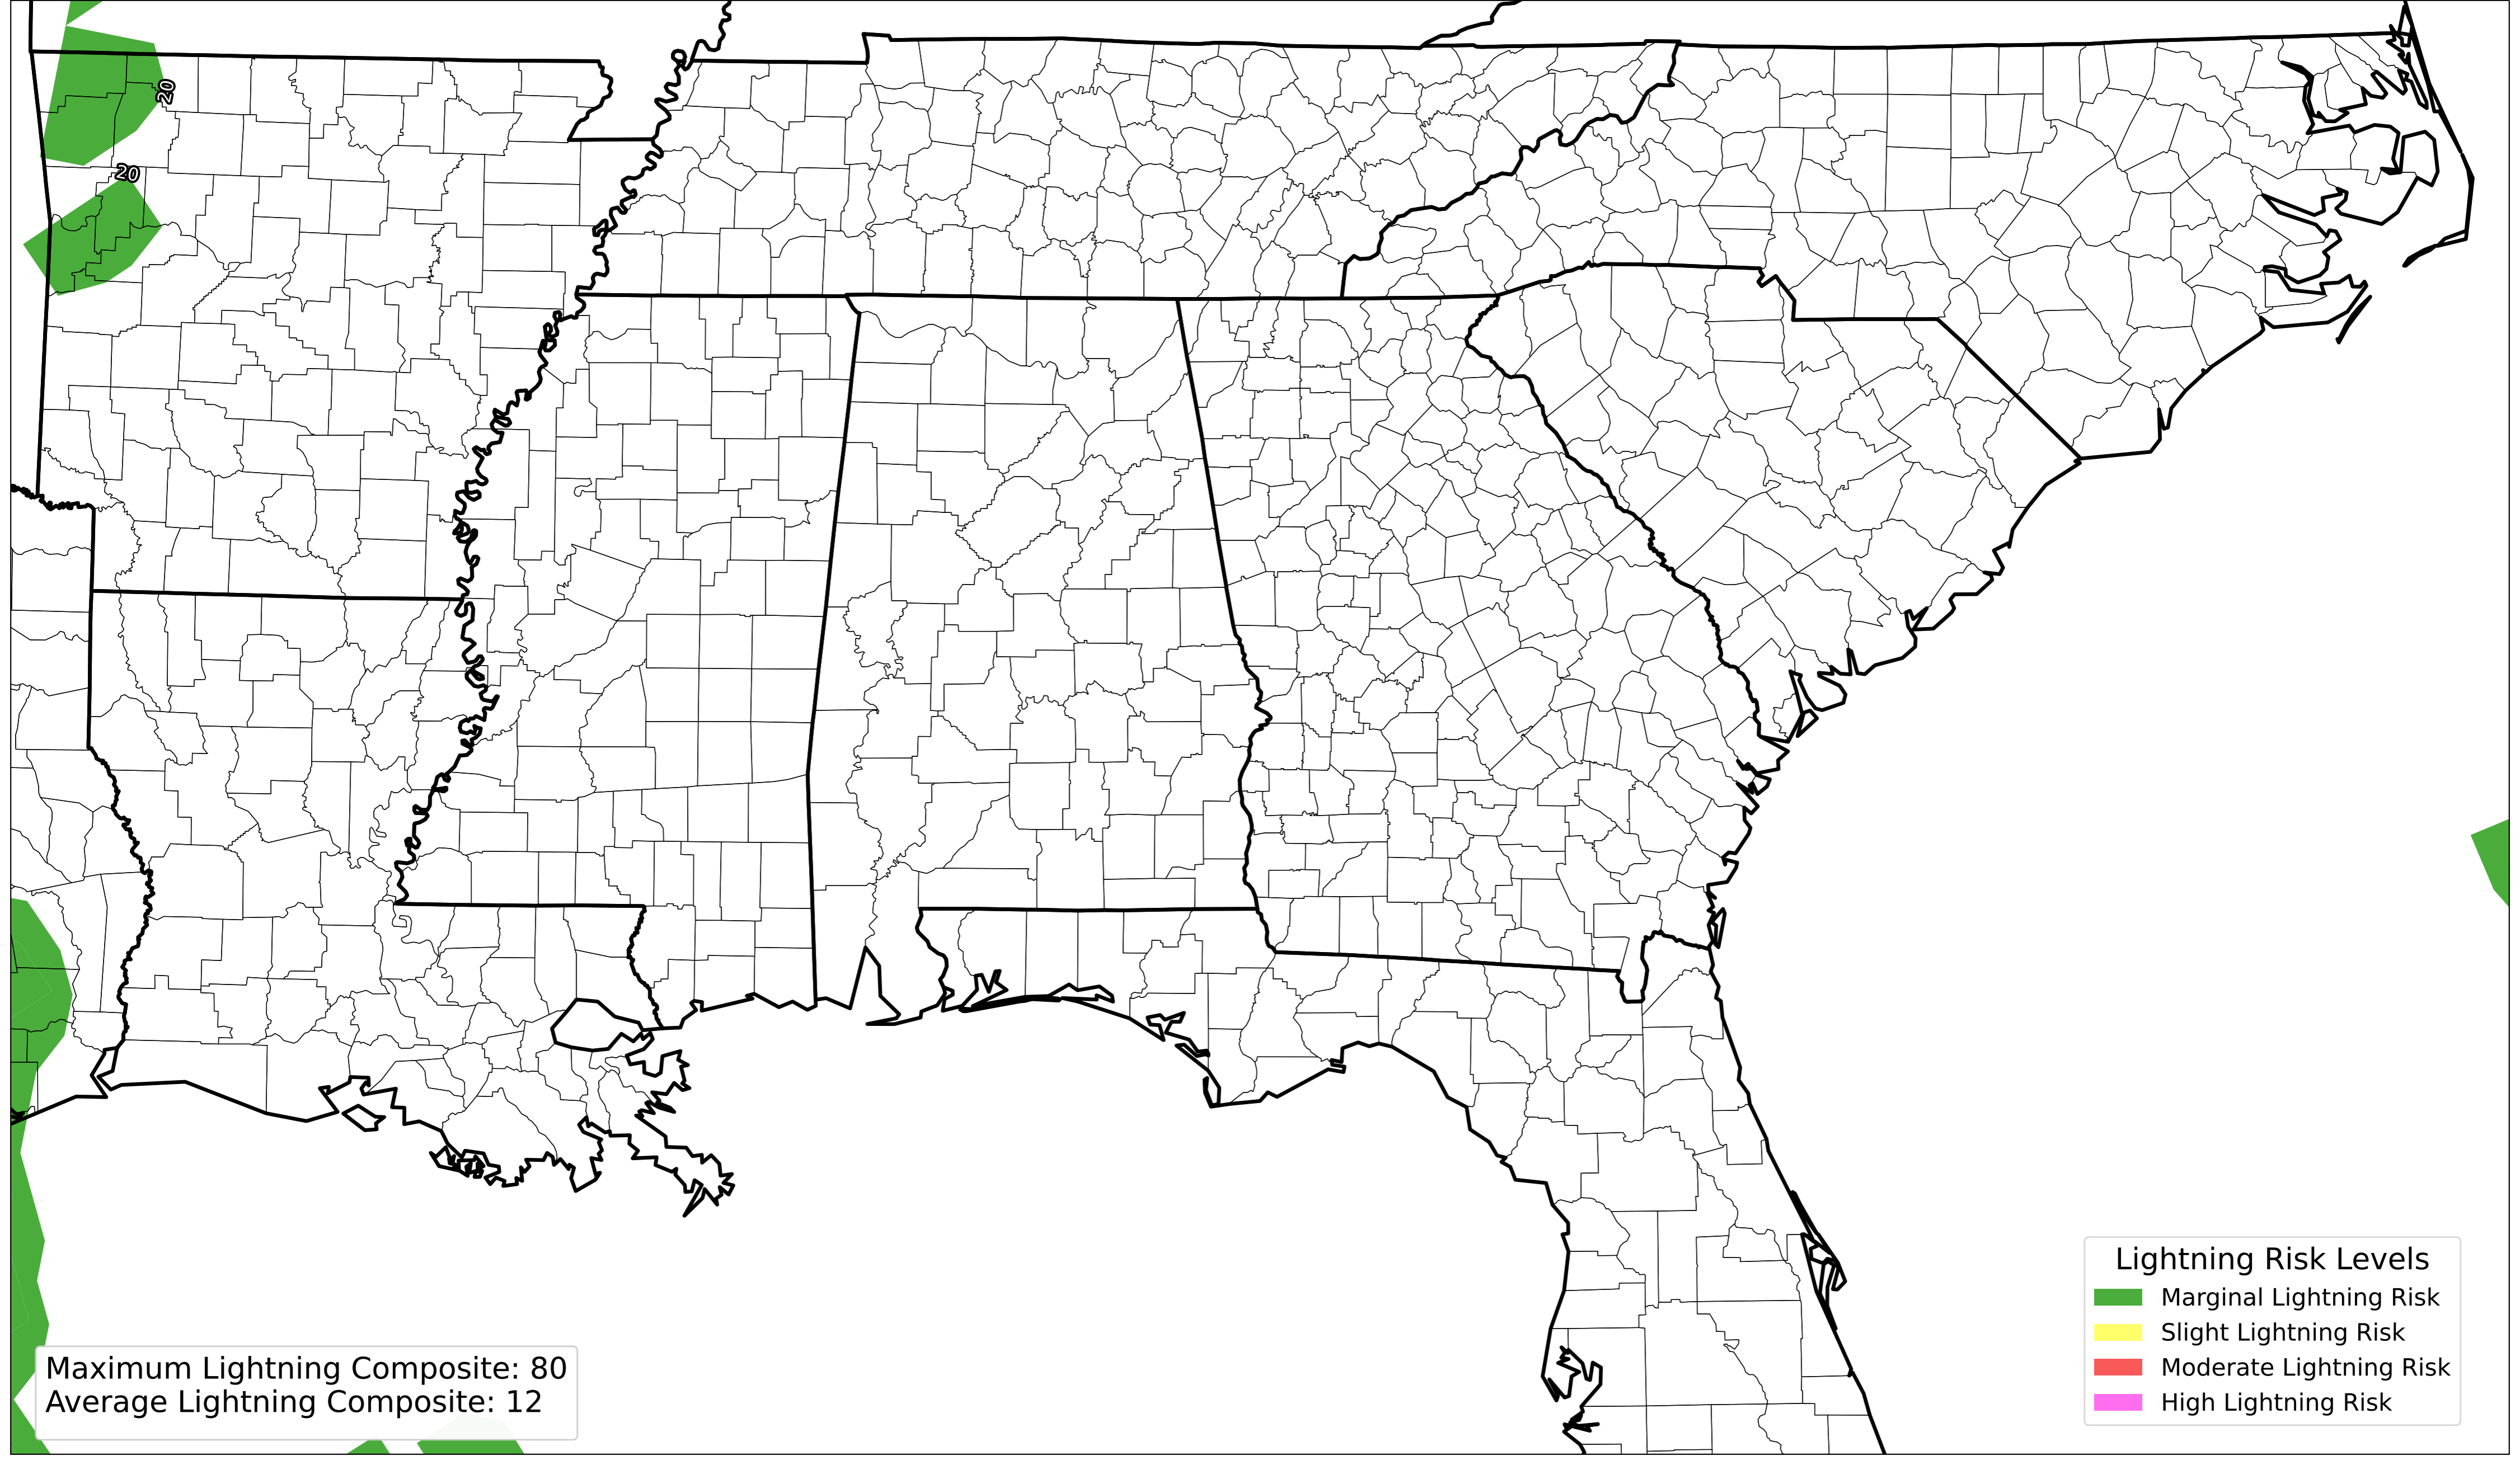 20
20
Lightning Risk Levels
Marginal Lightning Risk
Slight Lightning Risk
Moderate Lightning Risk
High Lightning Risk
Maximum Lightning Composite: 80
Average Lightning Composite: 12